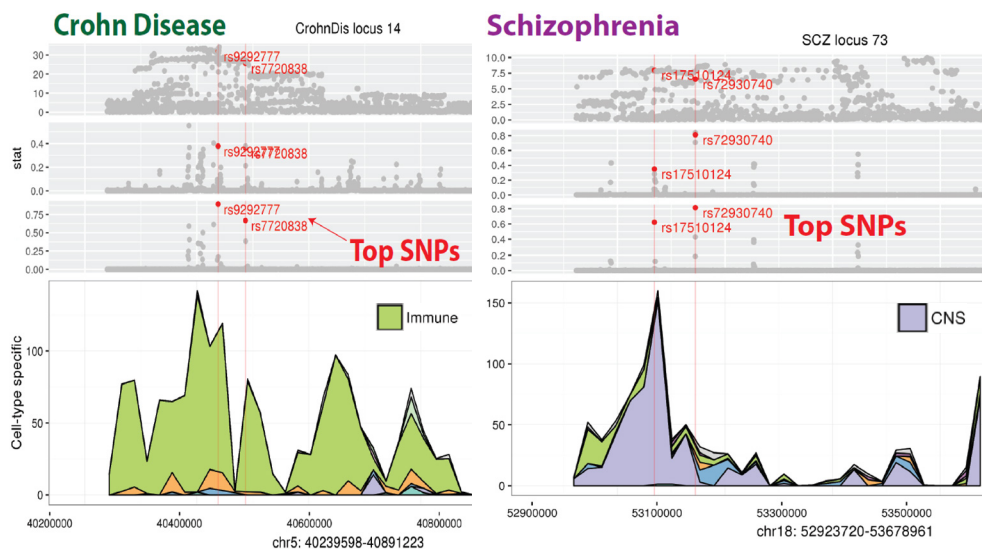 Crohn Disease
CrohnDis locus 14
30
20
10
0
rs9292777
rs7720838
stat
0.4
0.2
0.0
rs9292777
rs7720838
0.75
0.50
0.25
0.00
rs9292777
rs7720838
Top SNPs
Cell-type specific
100
50
0
Immune
40200000
40400000
40600000
40800000
chr5: 40239598-40891223
Schizophrenia
SCZ locus 73
10.0
7.5
5.0
2.5
0.0
rs17510124
rs72930740
0.8
0.6
0.4
0.2
0.0
rs72930740
rs17510124
0.8
0.6
0.4
0.2
0.0
rs72930740
rs17510124
Top SNPs
150
100
50
0
CNS
52900000
53100000
53300000
53500000
chr18: 52923720-53678961